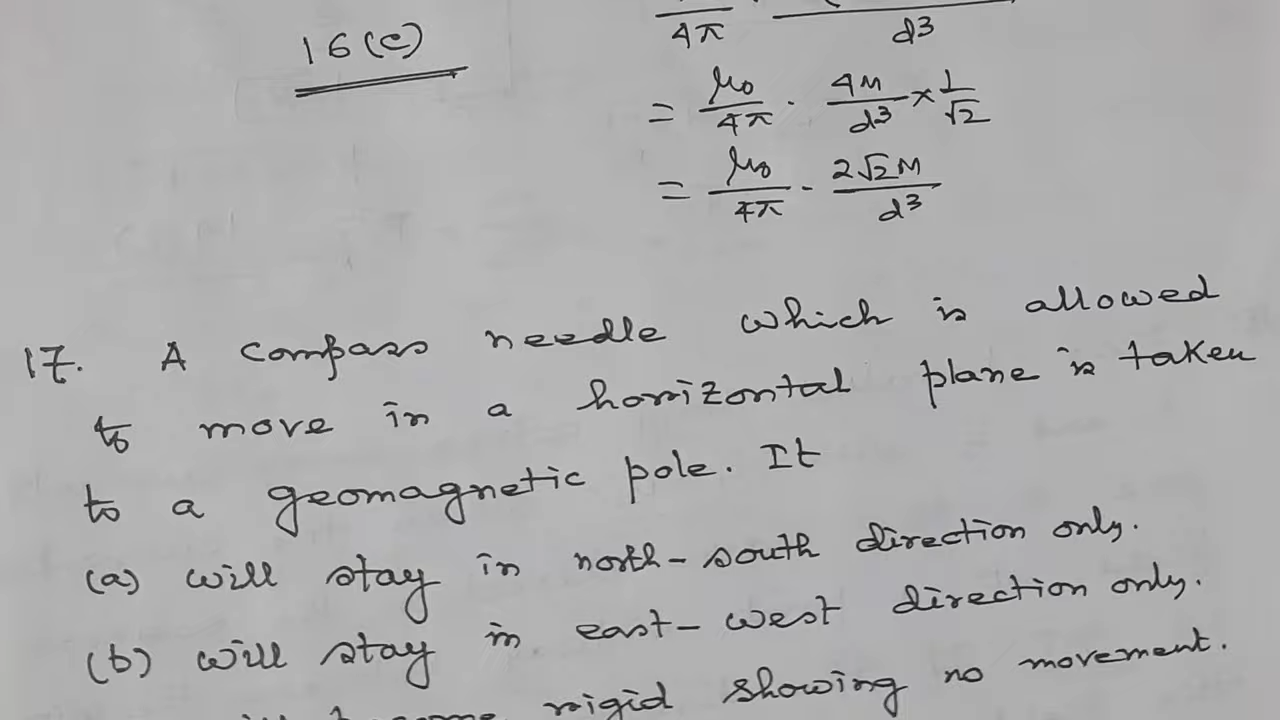 4π d³
16(c)
= μ₀/4π · 4M/d³ × 1/√2
= μ₀/4π · 2√2M/d³
17. A compass needle which is allowed
to move in a horizontal plane is taken
to a geomagnetic pole. It
(a) will stay in north-south direction only.
(b) will stay in east-west direction only.
rigid showing no movement.